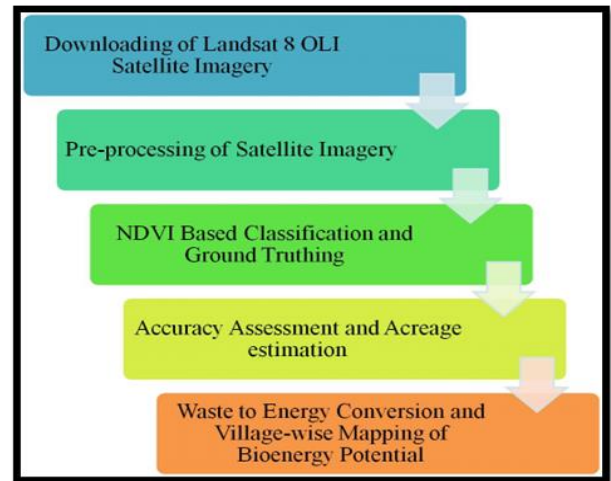 Downloading of Landsat 8 OLI
Satellite Imagery
Pre-processing of Satellite Imagery
NDVI Based Classification and
Ground Truthing
Accuracy Assessment and Acreage
estimation
Waste to Energy Conversion and
Village-wise Mapping of
Bioenergy Potential